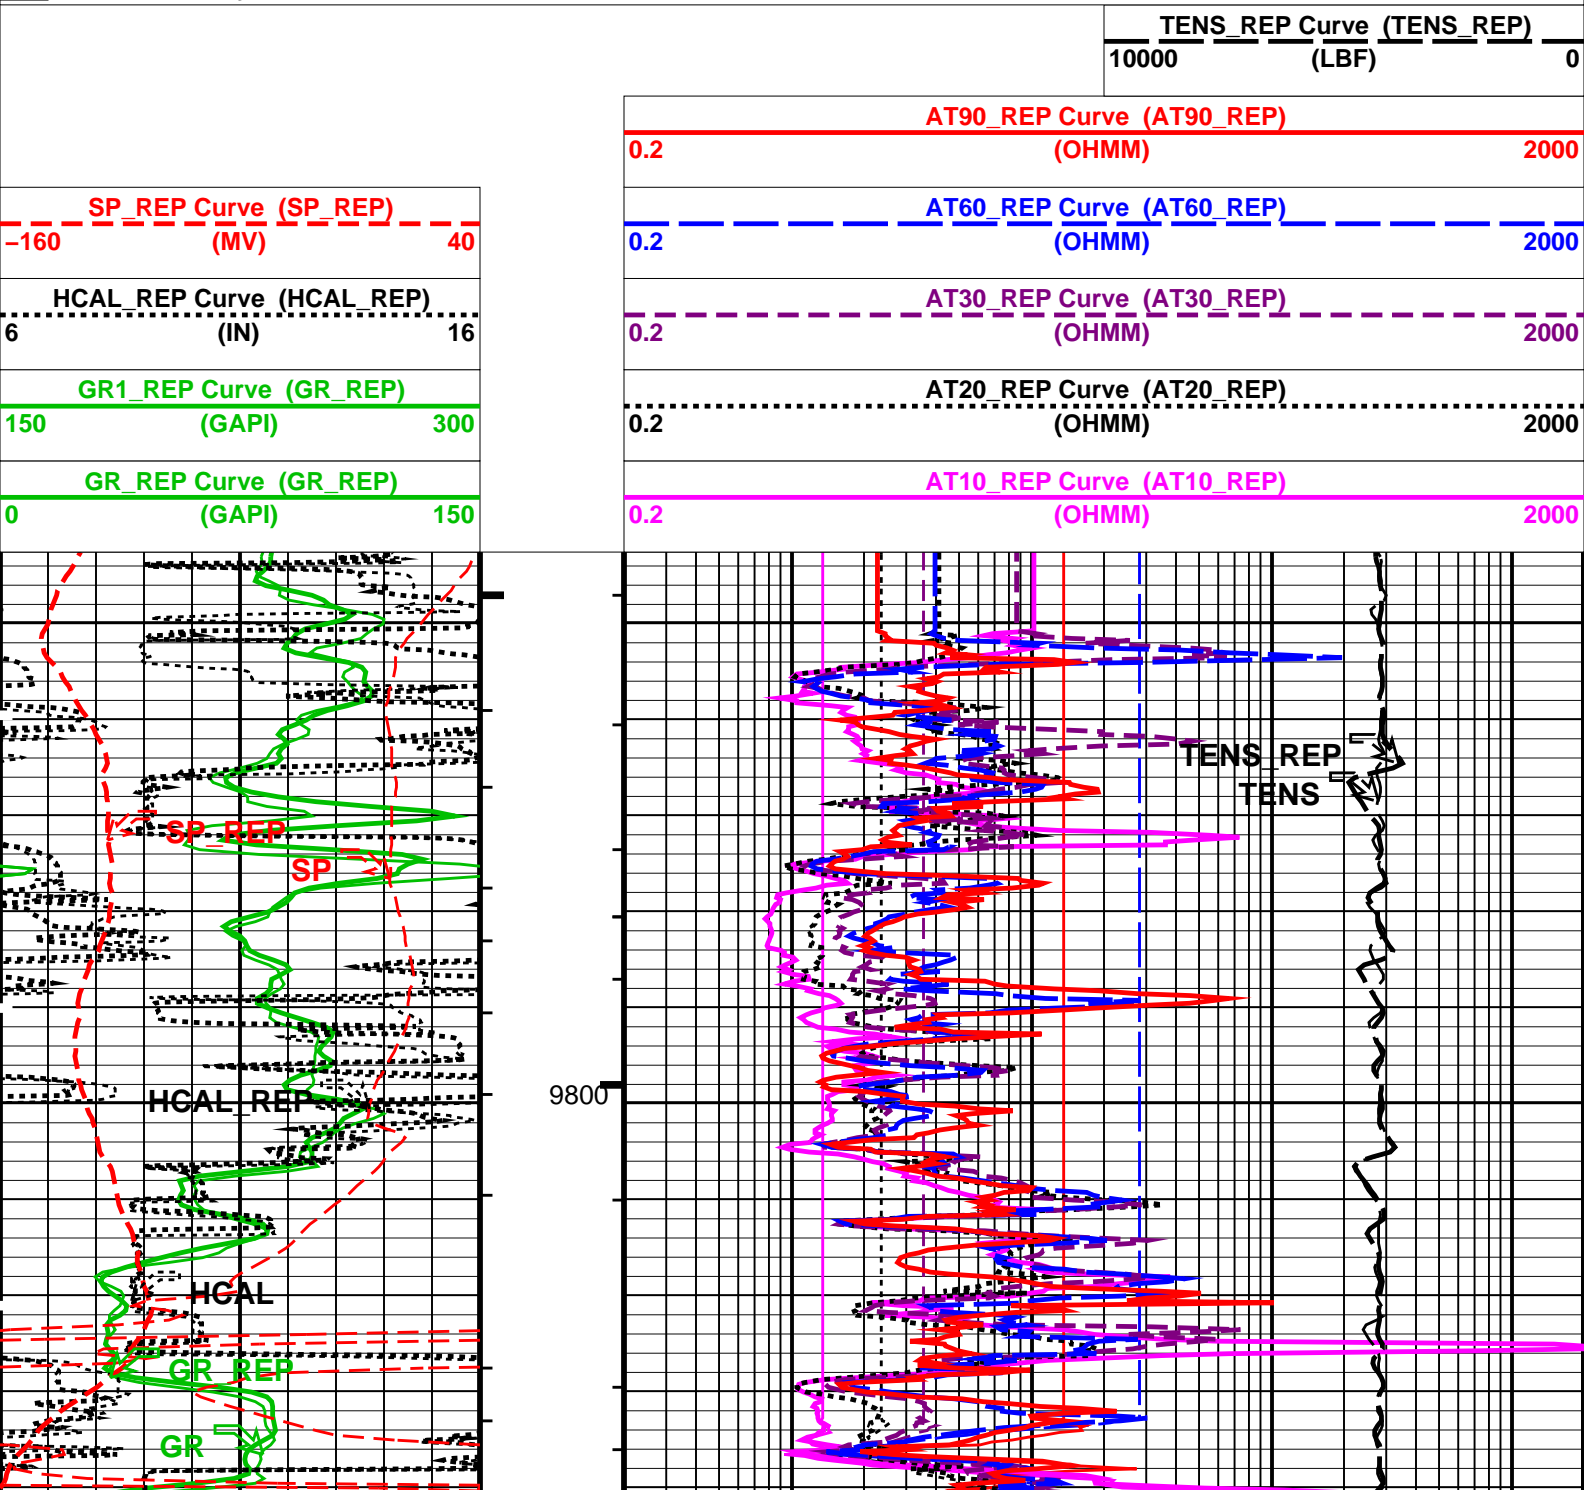 TENS_REP Curve (TENS_REP)
10000 (LBF) 0
AT90_REP Curve (AT90_REP)
0.2 (OHMM) 2000
SP_REP Curve (SP_REP)
−160 (MV) 40
AT60_REP Curve (AT60_REP)
0.2 (OHMM) 2000
HCAL_REP Curve (HCAL_REP)
6 (IN) 16
AT30_REP Curve (AT30_REP)
0.2 (OHMM) 2000
GR1_REP Curve (GR_REP)
150 (GAPI) 300
AT20_REP Curve (AT20_REP)
0.2 (OHMM) 2000
GR_REP Curve (GR_REP)
0 (GAPI) 150
AT10_REP Curve (AT10_REP)
0.2 (OHMM) 2000
TENS_REP
TENS
SP_REP
SP
HCAL_REP
9800
HCAL
GR_REP
GR